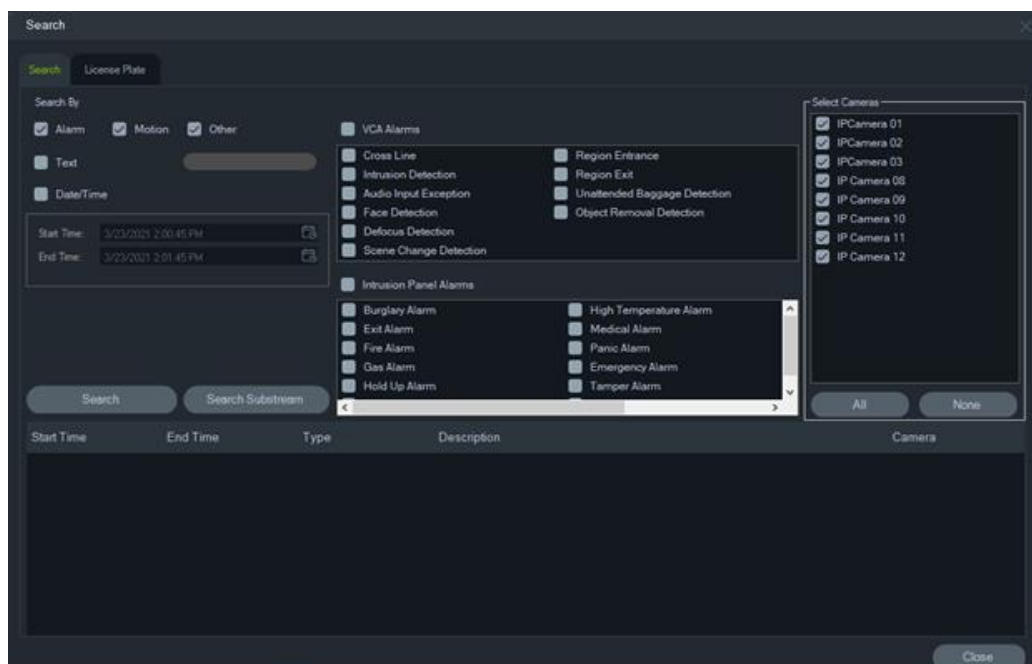 Search
Search License Plate
Search By
Alarm Motion Other
Text
Date/Time
Start Time: 3/23/2021 2:00:45 PM
End Time: 3/23/2021 2:01:45 PM
Search Search Substream
VCA Alarms
Cross Line Region Entrance
Intrusion Detection Region Exit
Audio Input Exception Unattended Baggage Detection
Face Detection Object Removal Detection
Defocus Detection
Scene Change Detection
Intrusion Panel Alarms
Burglary Alarm High Temperature Alarm
Exit Alarm Medical Alarm
Fire Alarm Panic Alarm
Gas Alarm Emergency Alarm
Hold Up Alarm Tamper Alarm
Select Cameras
IPCamera 01
IPCamera 02
IPCamera 03
IP Camera 08
IP Camera 09
IP Camera 10
IP Camera 11
IP Camera 12
All None
Start Time End Time Type Description Camera
Close